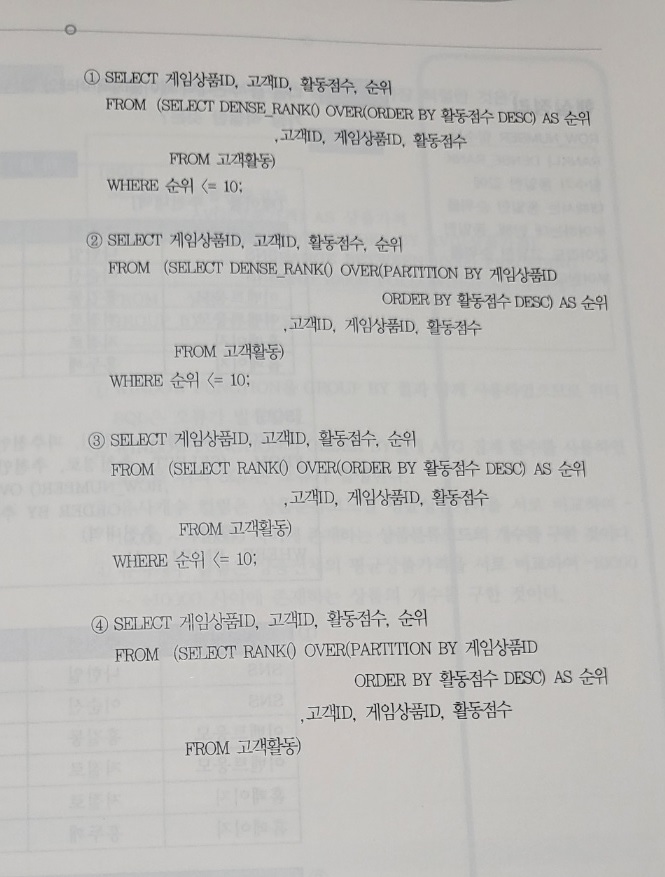 ① SELECT 게임상품ID, 고객ID, 활동점수, 순위
FROM (SELECT DENSE_RANK() OVER(ORDER BY 활동점수 DESC) AS 순위
,고객ID, 게임상품ID, 활동점수
FROM 고객활동)
WHERE 순위 <= 10;
② SELECT 게임상품ID, 고객ID, 활동점수, 순위
FROM (SELECT DENSE_RANK() OVER(PARTITION BY 게임상품ID
ORDER BY 활동점수 DESC) AS 순위
,고객ID, 게임상품ID, 활동점수
FROM 고객활동)
WHERE 순위 <= 10;
③ SELECT 게임상품ID, 고객ID, 활동점수, 순위
FROM (SELECT RANK() OVER(ORDER BY 활동점수 DESC) AS 순위
,고객ID, 게임상품ID, 활동점수
FROM 고객활동)
WHERE 순위 <= 10;
④ SELECT 게임상품ID, 고객ID, 활동점수, 순위
FROM (SELECT RANK() OVER(PARTITION BY 게임상품ID
ORDER BY 활동점수 DESC) AS 순위
,고객ID, 게임상품ID, 활동점수
FROM 고객활동)